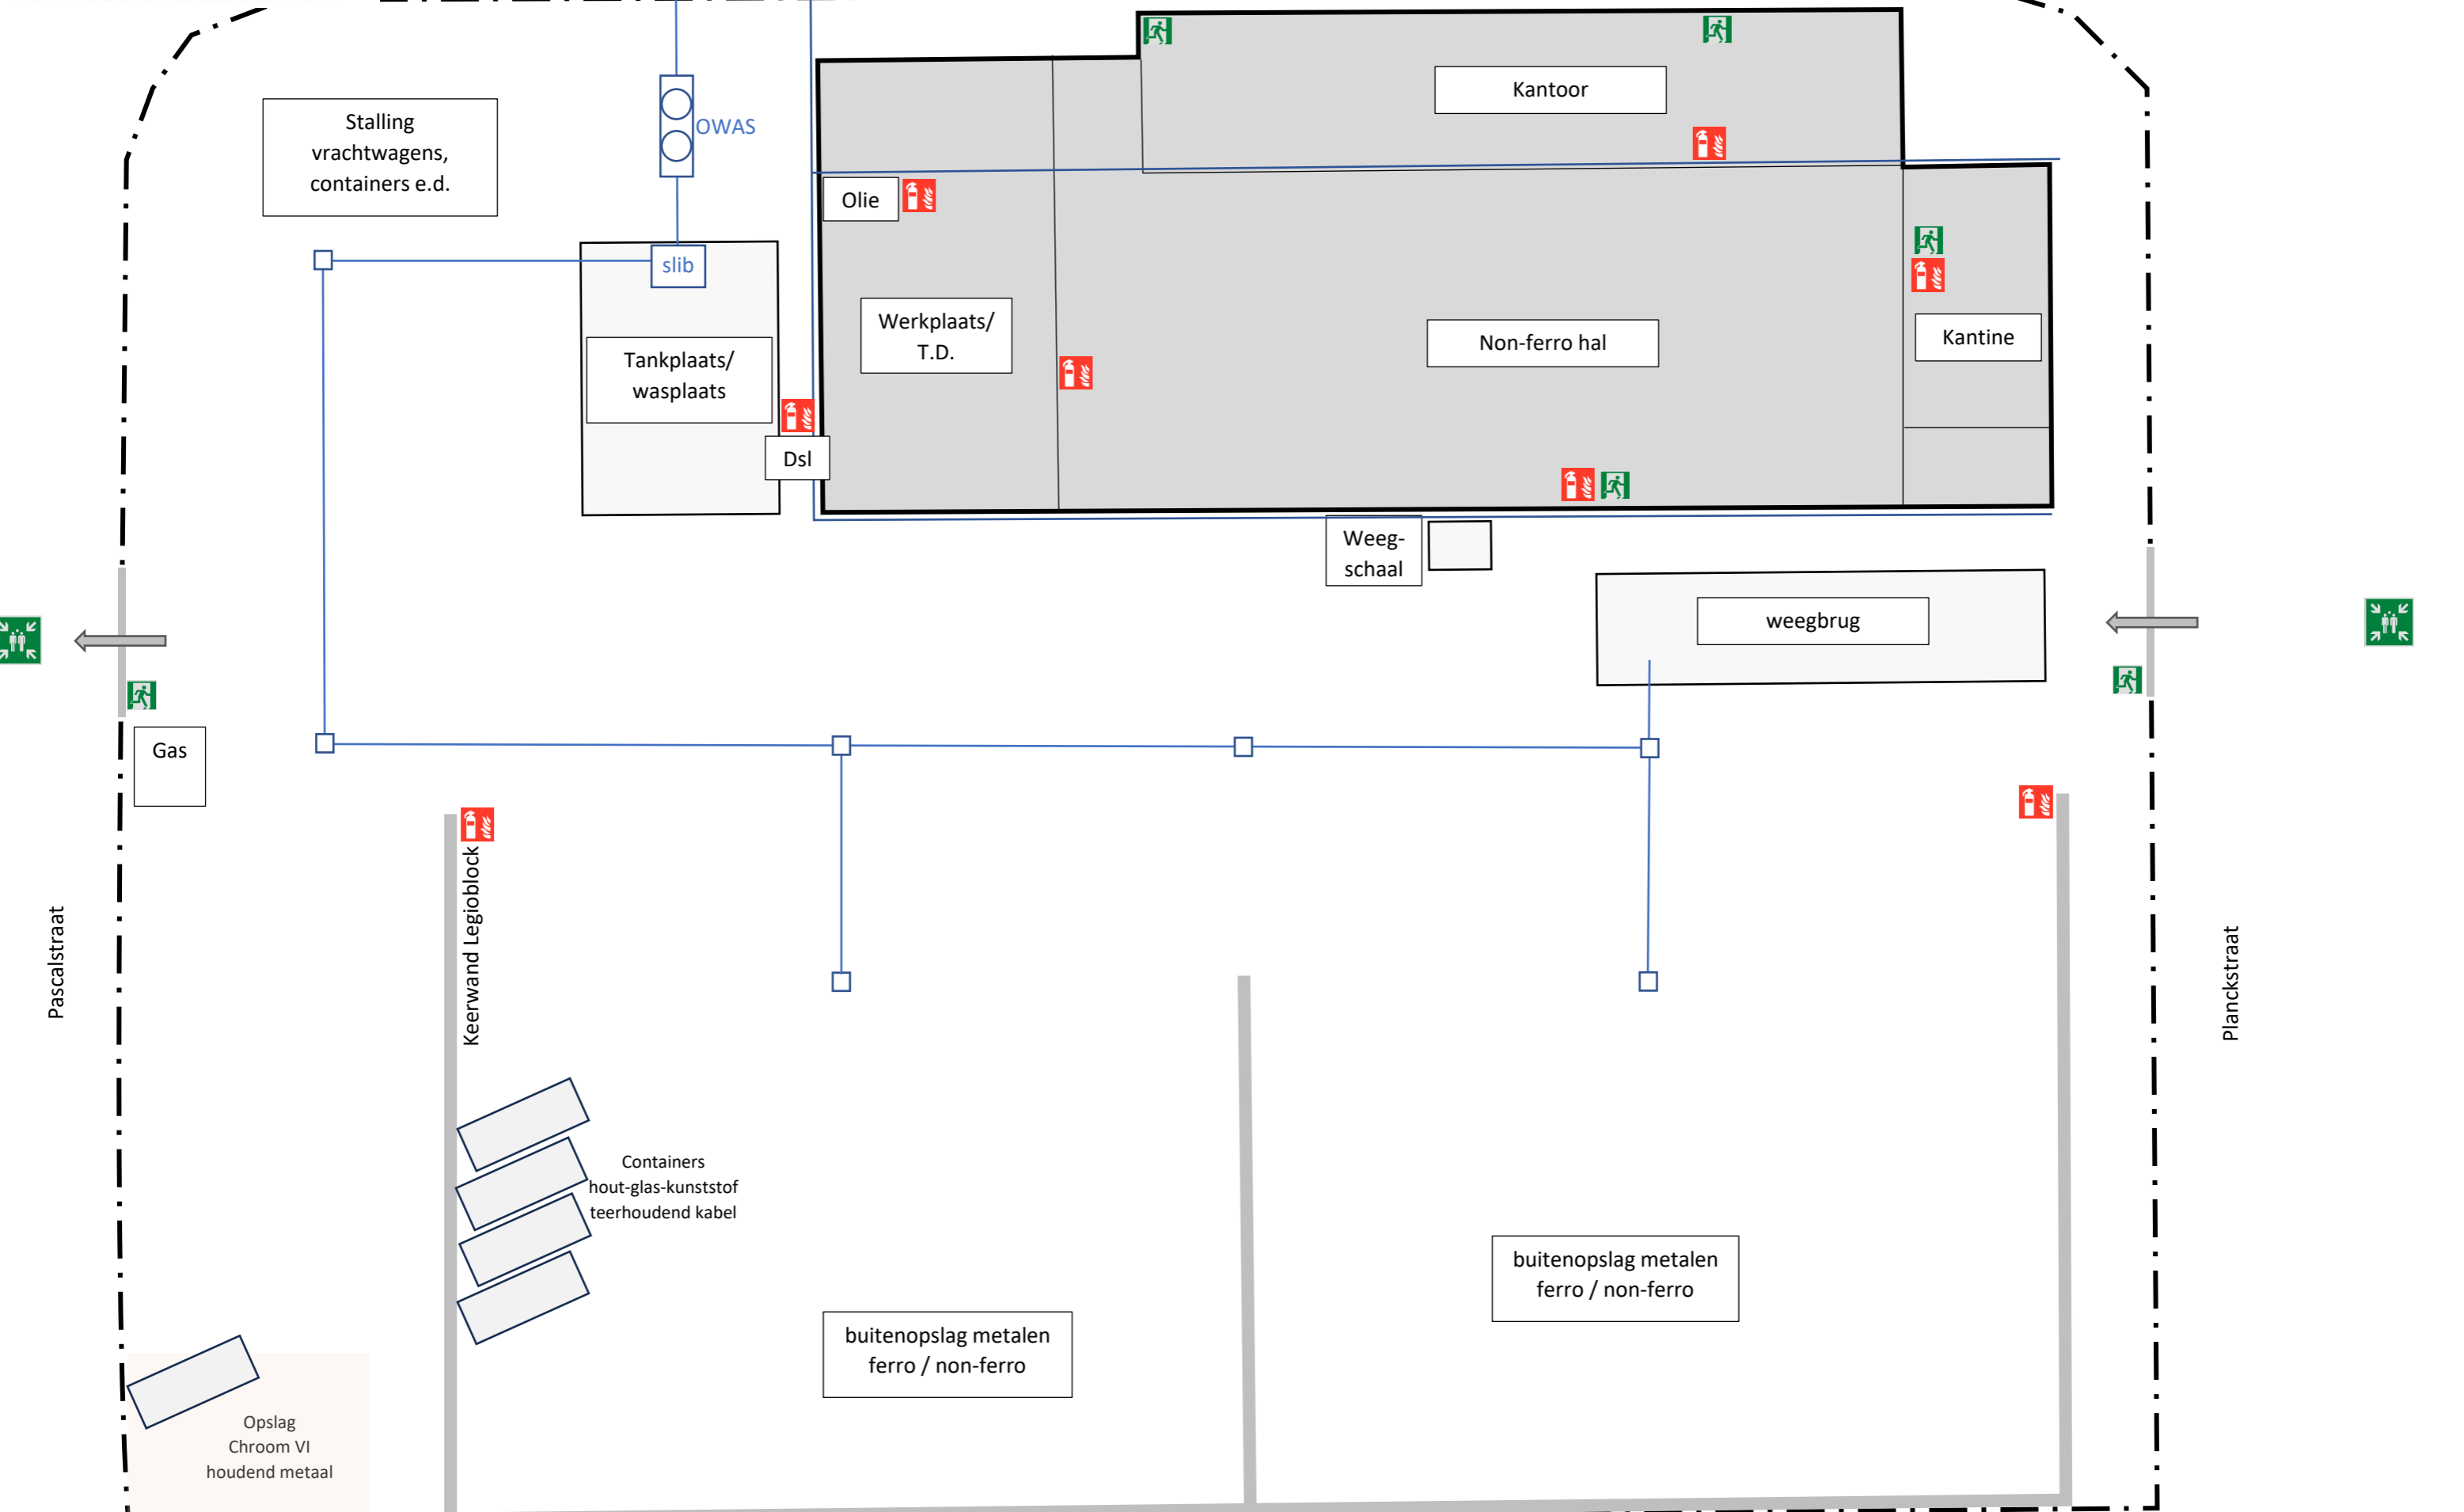 Kantoor
Stalling
vrachtwagens,
containers e.d.
OWAS
Olie
slib
Werkplaats/
T.D.
Non-ferro hal
Kantine
Tankplaats/
wasplaats
Dsl
Weeg-
schaal
weegbrug
Gas
Keerwand Legioblock
Pascalstraat
Planckstraat
Containers
hout-glas-kunststof
teerhoudend kabel
buitenopslag metalen
ferro / non-ferro
buitenopslag metalen
ferro / non-ferro
Opslag
Chroom VI
houdend metaal